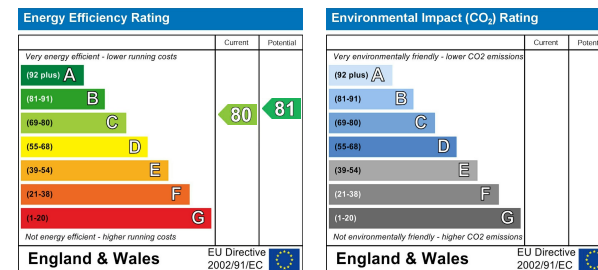 Energy Efficiency Rating
Current Potential
Very energy efficient - lower running costs
(92 plus) A
(81-91) B
(69-80) C
(55-68) D
(39-54) E
(21-38) F
(1-20) G
80
81
Not energy efficient - higher running costs
England & Wales
EU Directive
2002/91/EC
Environmental Impact (CO₂) Rating
Current Potent
Very environmentally friendly - lower CO2 emissions
(92 plus) A
(81-91) B
(69-80) C
(55-68) D
(39-54) E
(21-38) F
(1-20) G
Not environmentally friendly - higher CO2 emissions
England & Wales
EU Directive
2002/91/EC